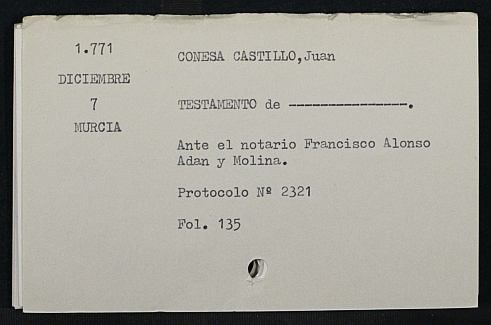 1.771
DICIEMBRE
7
MURCIA
CONESA CASTILLO,Juan
TESTAMENTO de ---------------.
Ante el notario Francisco Alonso
Adan y Molina.
Protocolo Nº 2321
Fol. 135